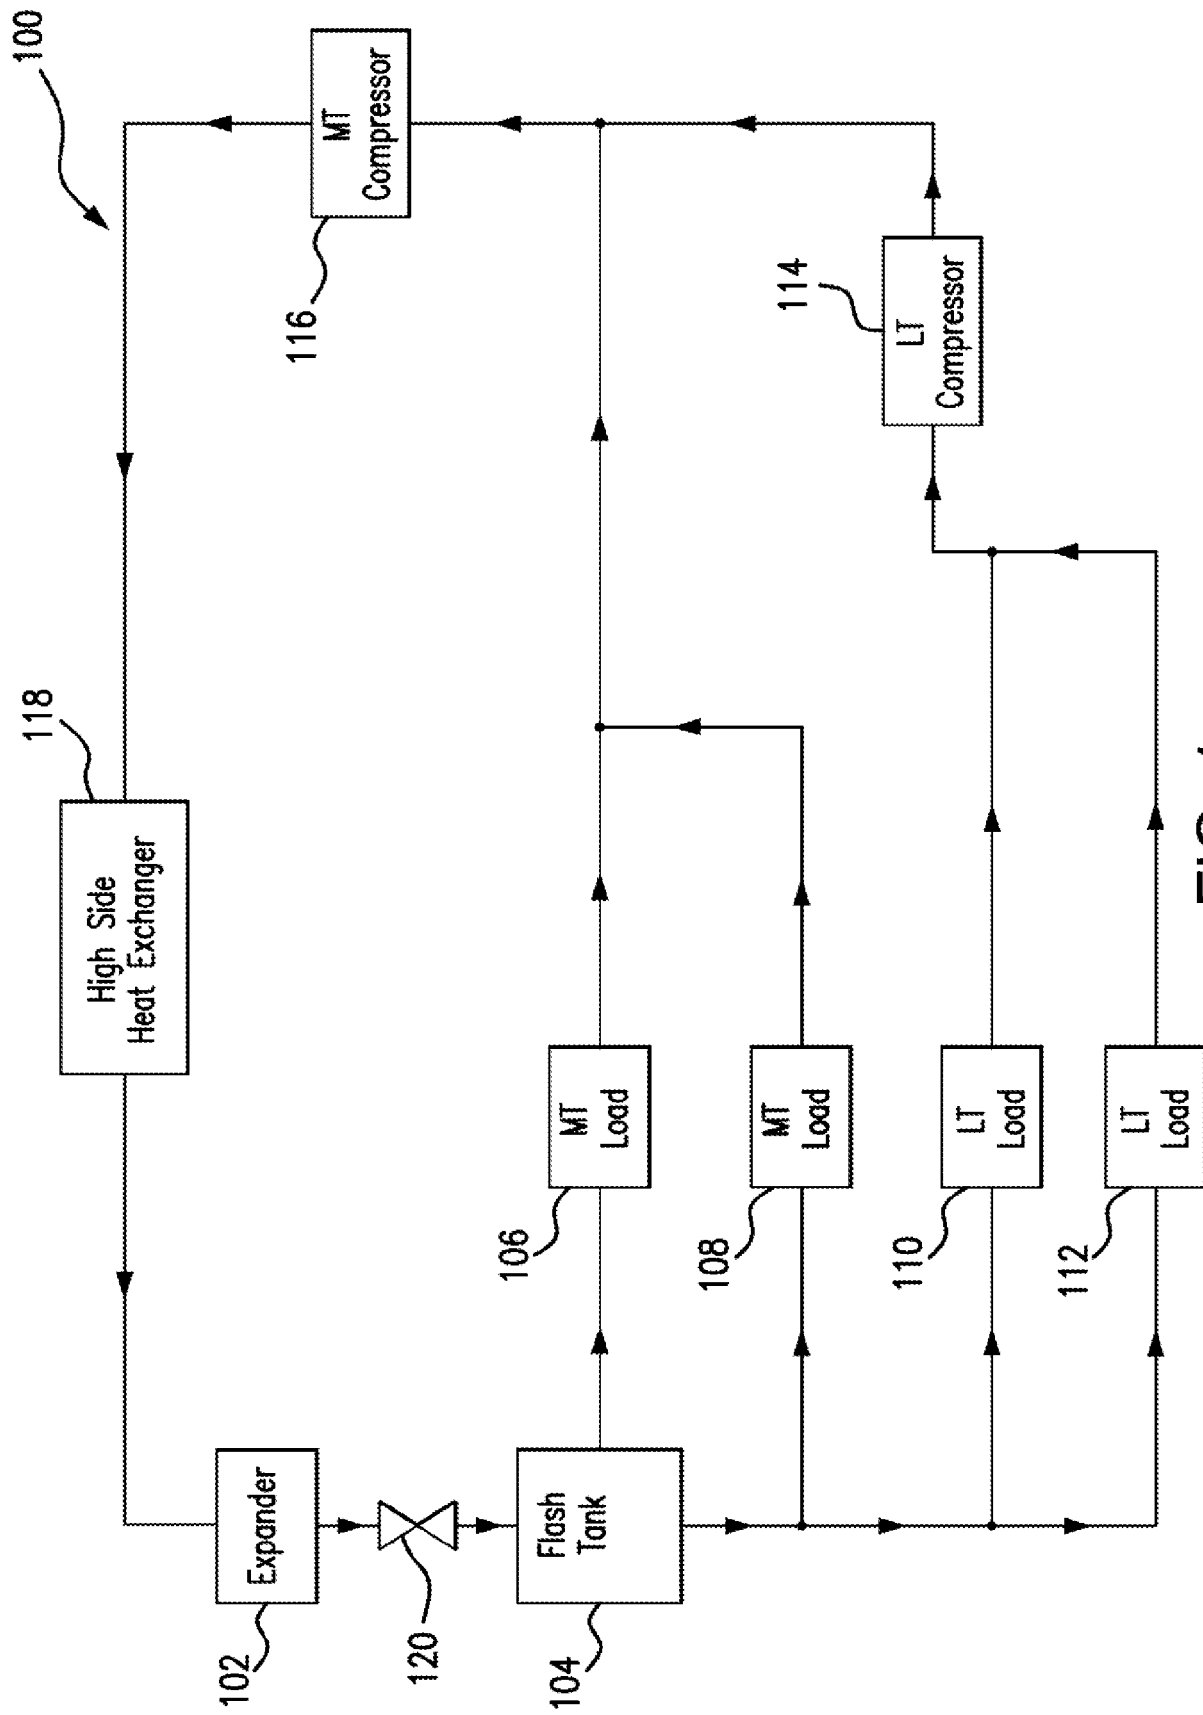 100
118
High Side
Heat Exchanger
MT
Compressor
116
Expander
102
120
Flash
Tank
104
MT
Load
106
MT
Load
108
LT
Load
110
LT
Load
112
LT
Compressor
114